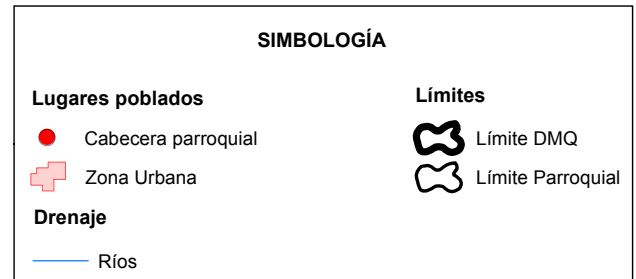 SIMBOLOGÍA
Lugares poblados
Cabecera parroquial
Zona Urbana
Drenaje
Ríos
Límites
Límite DMQ
Límite Parroquial